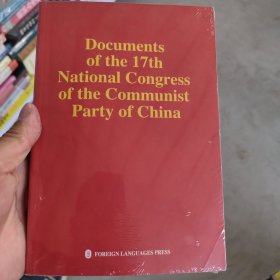 Documents
of the 17th
National Congress
of the Communist
Party of China
FOREIGN LANGUAGES PRESS